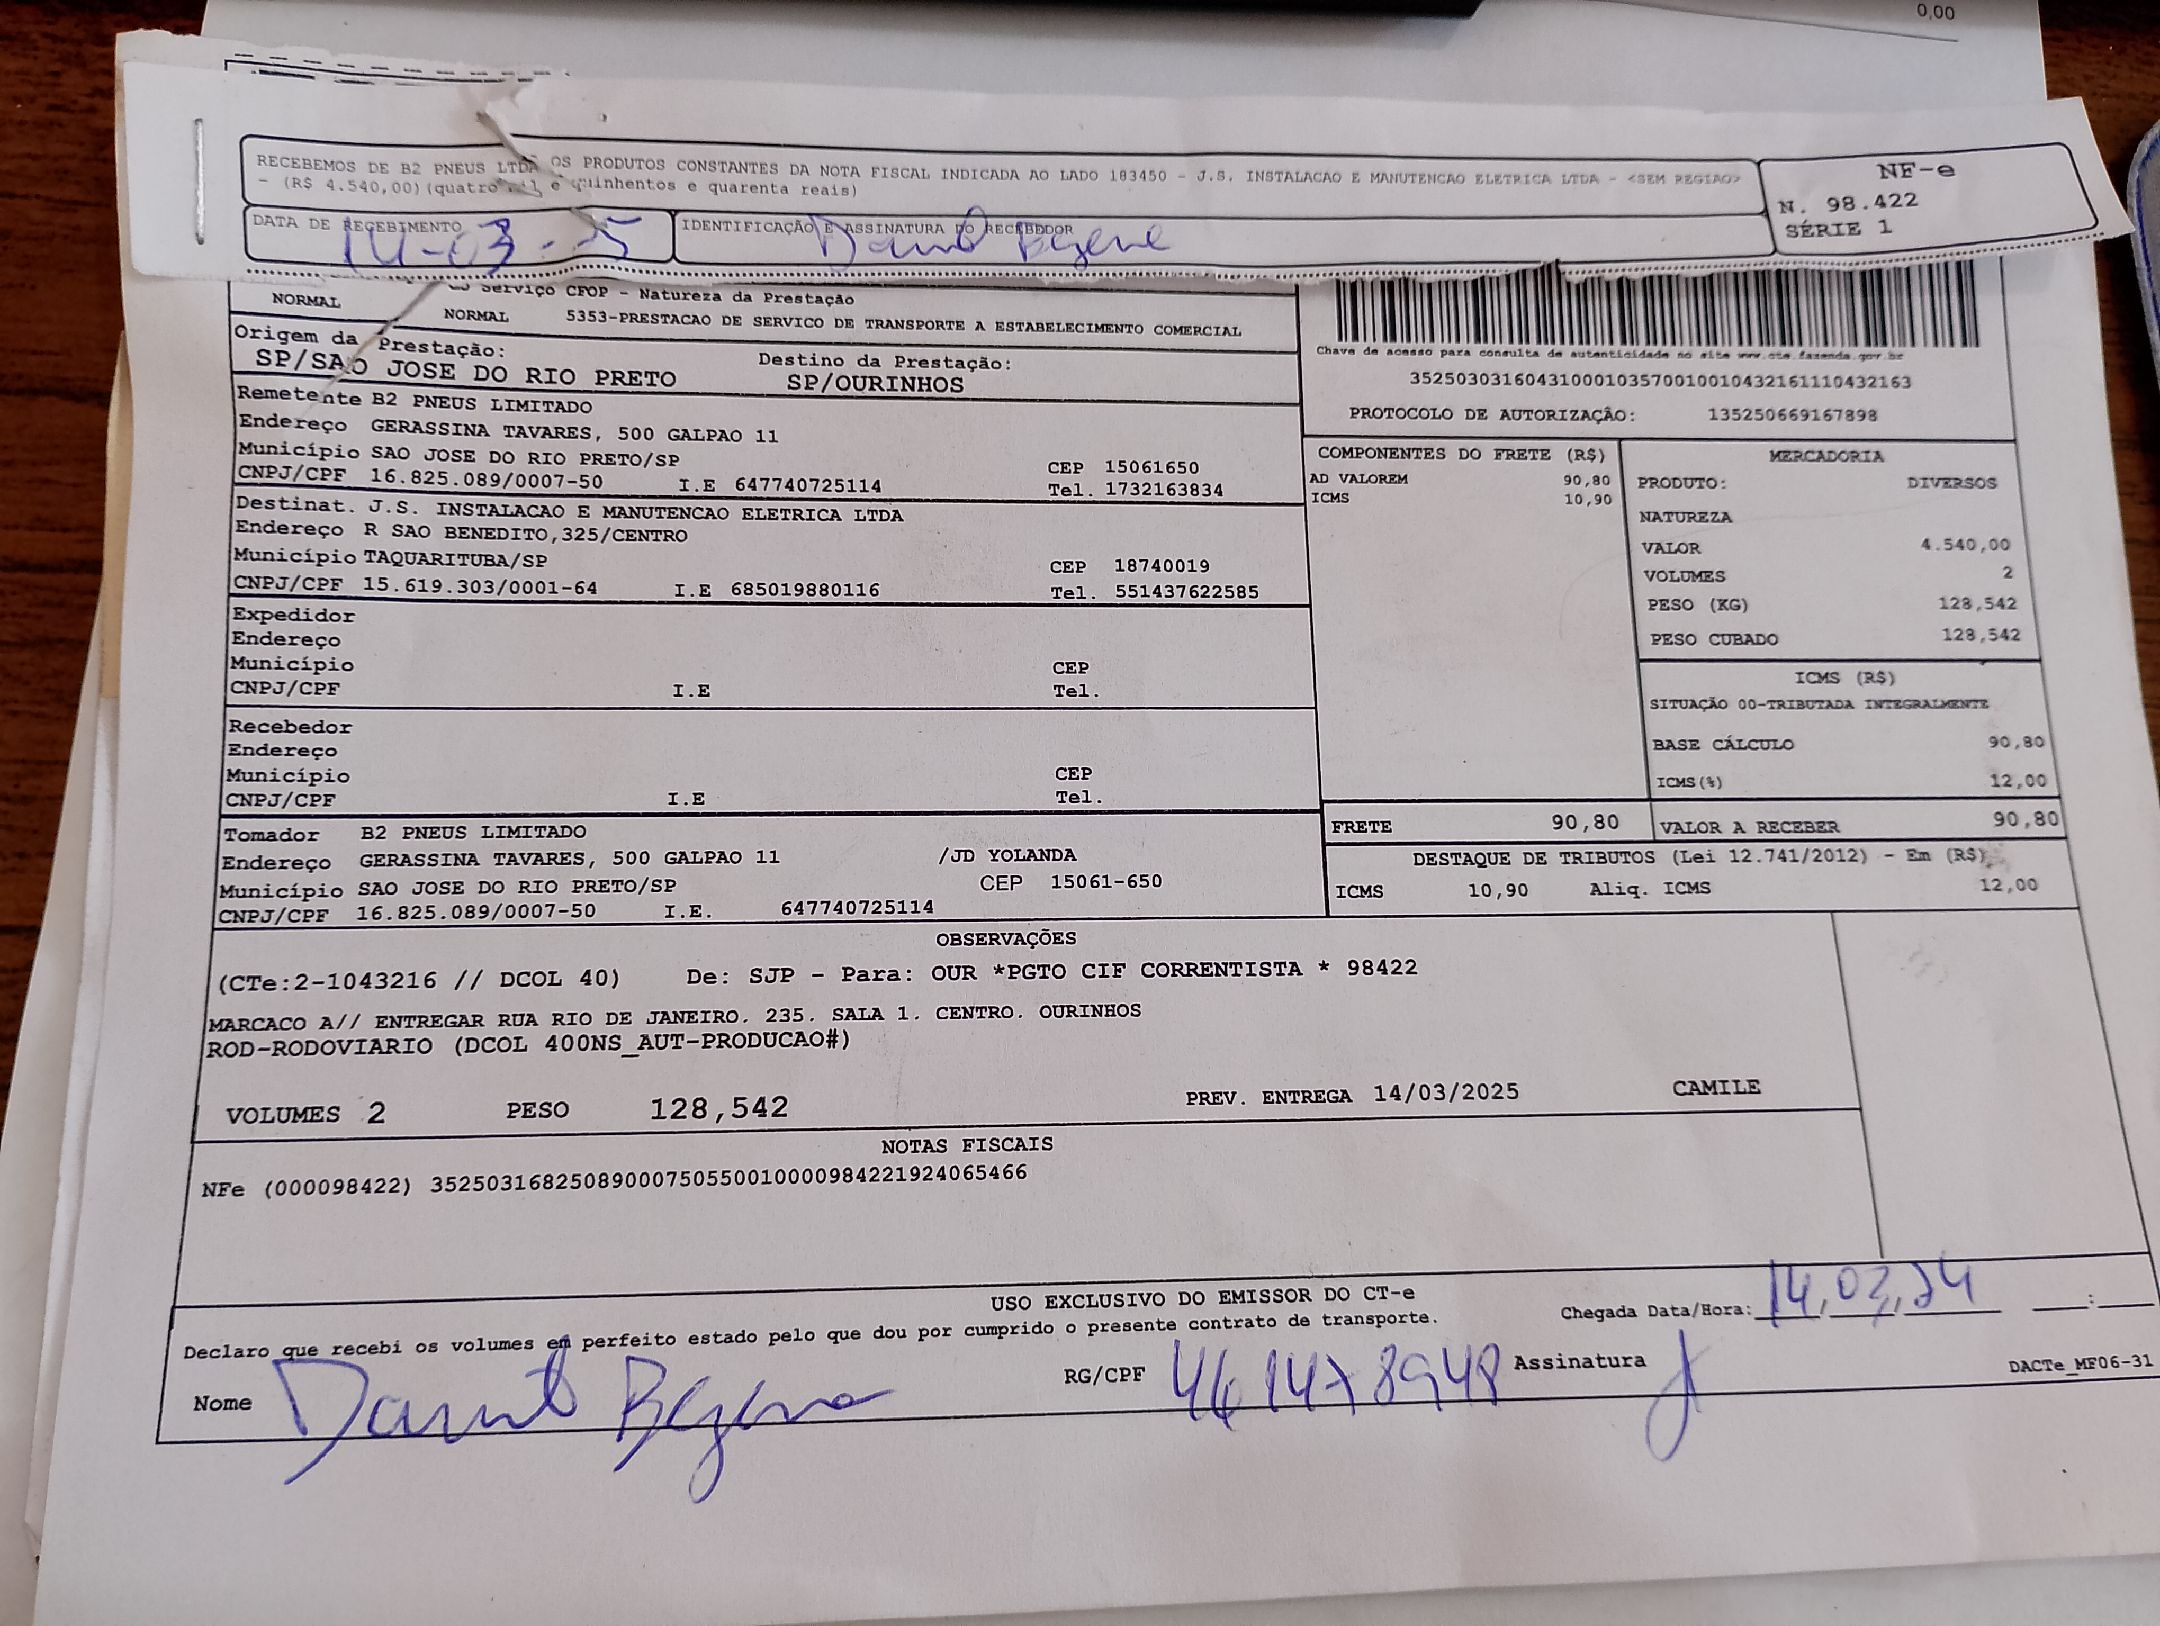 0,00
RECEBEMOS DE B2 PNEUS LTDA OS PRODUTOS CONSTANTES DA NOTA FISCAL INDICADA AO LADO 183450 - J.S. INSTALACAO E MANUTENCAO ELETRICA LTDA - <SEM REGIAO>
- (R$ 4.540,00)(quatro mil e quinhentos e quarenta reais)
NF-e
N. 98.422
SÉRIE 1
DATA DE RECEBIMENTO
IDENTIFICAÇÃO E ASSINATURA DO RECEBEDOR
14-03-25
Serviço CFOP - Natureza da Prestação
NORMAL NORMAL 5353-PRESTACAO DE SERVICO DE TRANSPORTE A ESTABELECIMENTO COMERCIAL
Origem da Prestação: Destino da Prestação:
SP/SAO JOSE DO RIO PRETO SP/OURINHOS
Chave de acesso para consulta de autenticidade no site www.cte.fazenda.gov.br
35250303160431000103570010010432161110432163
PROTOCOLO DE AUTORIZAÇÃO: 135250669167898
Remetente B2 PNEUS LIMITADO
Endereço GERASSINA TAVARES, 500 GALPAO 11
Município SAO JOSE DO RIO PRETO/SP CEP 15061650
CNPJ/CPF 16.825.089/0007-50 I.E 647740725114 Tel. 1732163834
Destinat. J.S. INSTALACAO E MANUTENCAO ELETRICA LTDA
Endereço R SAO BENEDITO,325/CENTRO
Município TAQUARITUBA/SP CEP 18740019
CNPJ/CPF 15.619.303/0001-64 I.E 685019880116 Tel. 551437622585
Expedidor
Endereço
Município CEP
CNPJ/CPF I.E Tel.
Recebedor
Endereço
Município CEP
CNPJ/CPF I.E Tel.
Tomador B2 PNEUS LIMITADO
Endereço GERASSINA TAVARES, 500 GALPAO 11 /JD YOLANDA
Município SAO JOSE DO RIO PRETO/SP CEP 15061-650
CNPJ/CPF 16.825.089/0007-50 I.E. 647740725114
COMPONENTES DO FRETE (R$)
AD VALOREM 90,80
ICMS 10,90
MERCADORIA
PRODUTO: DIVERSOS
NATUREZA
VALOR 4.540,00
VOLUMES 2
PESO (KG) 128,542
PESO CUBADO 128,542
ICMS (R$)
SITUAÇÃO 00-TRIBUTADA INTEGRALMENTE
BASE CÁLCULO 90,80
ICMS(%) 12,00
FRETE 90,80 VALOR A RECEBER 90,80
DESTAQUE DE TRIBUTOS (Lei 12.741/2012) - Em (R$)
ICMS 10,90 Aliq. ICMS 12,00
OBSERVAÇÕES
(CTe:2-1043216 // DCOL 40) De: SJP - Para: OUR *PGTO CIF CORRENTISTA * 98422
MARCACO A// ENTREGAR RUA RIO DE JANEIRO. 235. SALA 1. CENTRO. OURINHOS
ROD-RODOVIARIO (DCOL 400NS_AUT-PRODUCAO#)
VOLUMES 2 PESO 128,542 PREV. ENTREGA 14/03/2025 CAMILE
NOTAS FISCAIS
NFe (000098422) 35250316825089000750550010000984221924065466
USO EXCLUSIVO DO EMISSOR DO CT-e
Declaro que recebi os volumes em perfeito estado pelo que dou por cumprido o presente contrato de transporte.
Chegada Data/Hora: 14,03,24 :
Nome RG/CPF Assinatura
DACTe_MF06-31